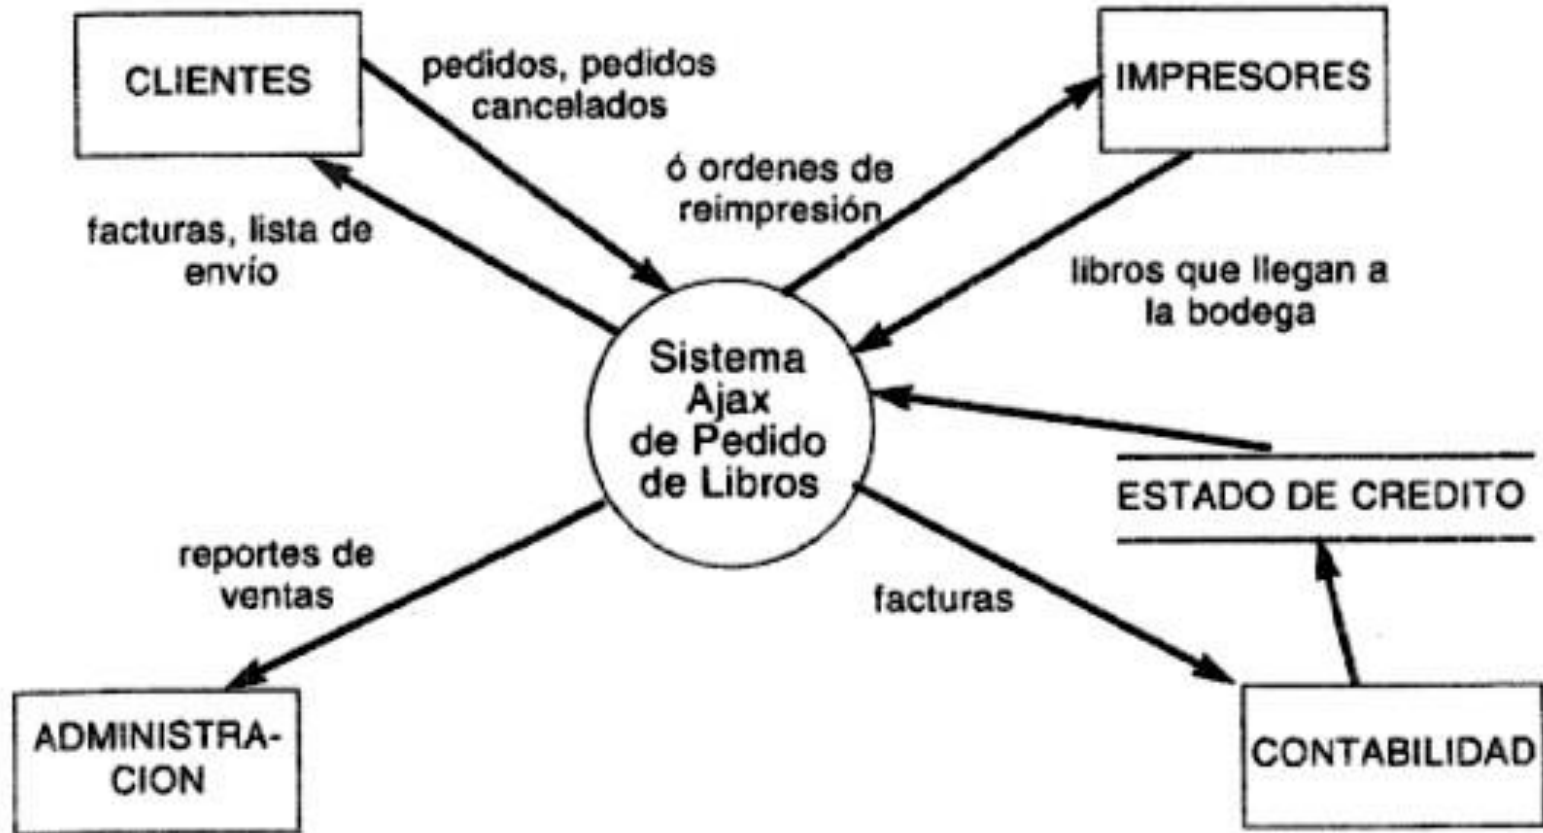 CLIENTES
pedidos, pedidos
cancelados
IMPRESORES
ó ordenes de
reimpresión
facturas, lista de
envío
libros que llegan a
la bodega
Sistema
Ajax
de Pedido
de Libros
ESTADO DE CREDITO
reportes de
ventas
facturas
ADMINISTRA-
CION
CONTABILIDAD